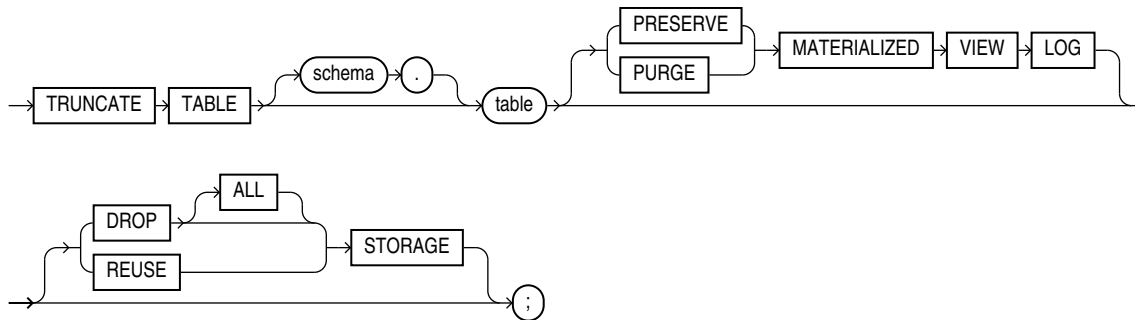 PRESERVE
schema . MATERIALIZED VIEW LOG
PURGE
TRUNCATE TABLE table
ALL
DROP STORAGE
REUSE
;